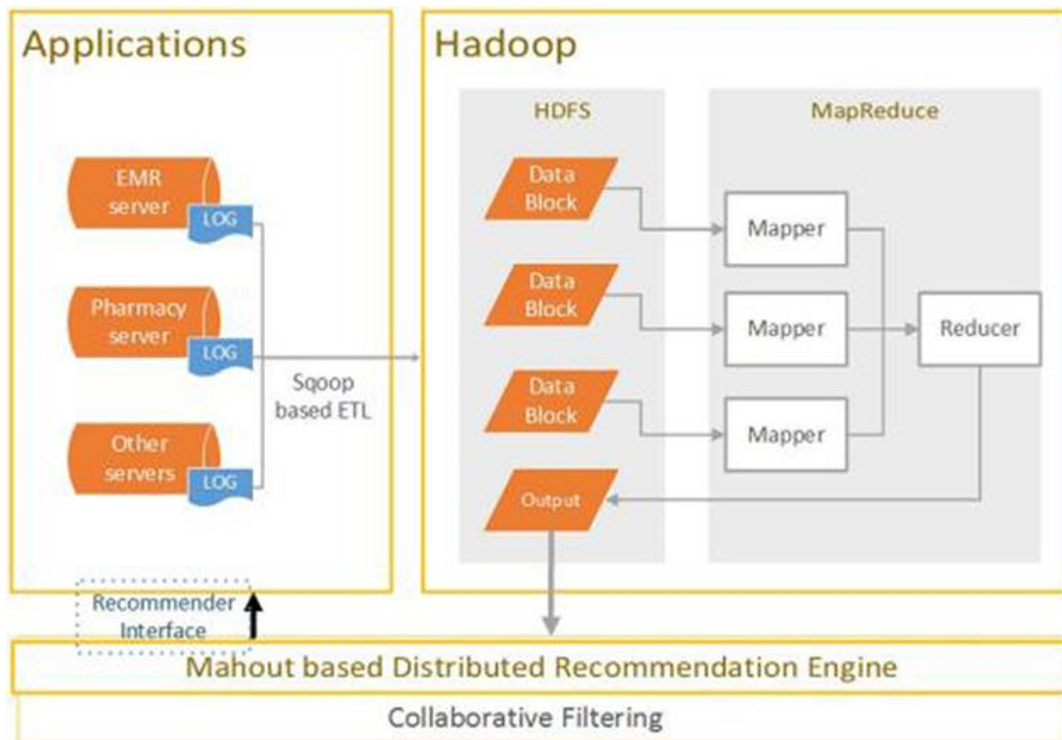 Applications
EMR
server
LOG
Pharmacy
server
LOG
Other
servers
LOG
Sqoop
based ETL
Hadoop
HDFS
Data
Block
Data
Block
Data
Block
Output
MapReduce
Mapper
Mapper
Mapper
Reducer
Recommender
Interface
Mahout based Distributed Recommendation Engine
Collaborative Filtering